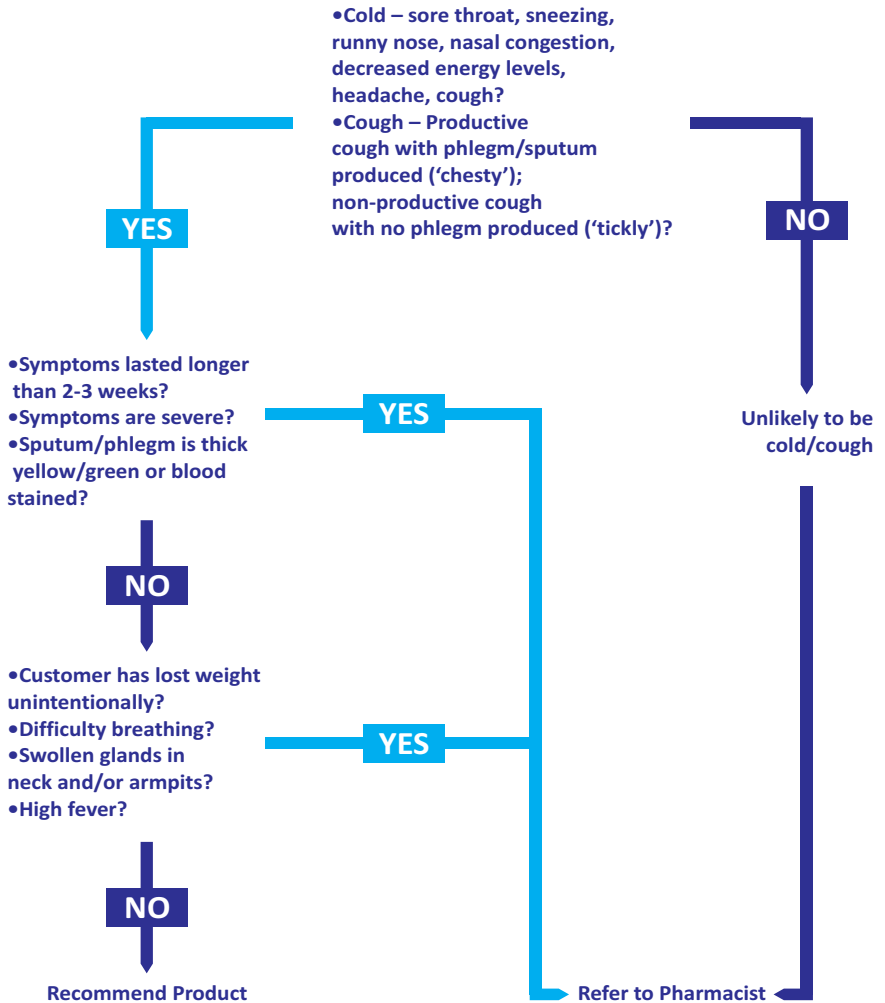 •Cold – sore throat, sneezing,
runny nose, nasal congestion,
decreased energy levels,
headache, cough?
•Cough – Productive
cough with phlegm/sputum
produced (‘chesty’);
non-productive cough
with no phlegm produced (‘tickly’)?
YES
NO
•Symptoms lasted longer
than 2-3 weeks?
•Symptoms are severe?
•Sputum/phlegm is thick
yellow/green or blood
stained?
YES
Unlikely to be
cold/cough
NO
•Customer has lost weight
unintentionally?
•Difficulty breathing?
•Swollen glands in
neck and/or armpits?
•High fever?
YES
NO
Recommend Product
Refer to Pharmacist